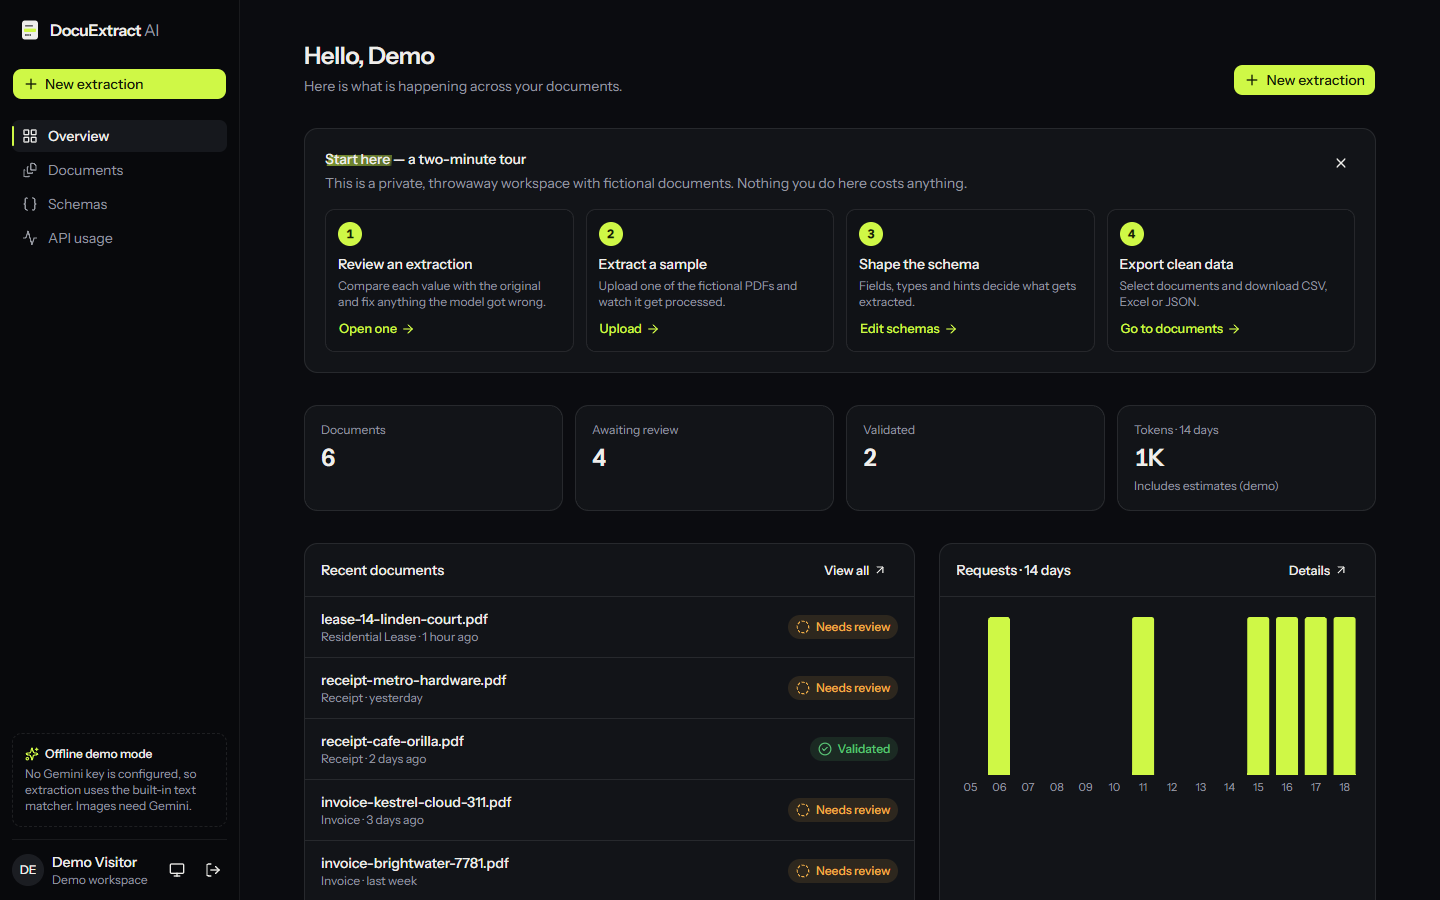 DocuExtract AI
New extraction
Overview
Documents
Schemas
API usage
Offline demo mode
No Gemini key is configured, so
extraction uses the built-in text
matcher. Images need Gemini.
DE
Demo Visitor
Demo workspace
Hello, Demo
Here is what is happening across your documents.
New extraction
Start here — a two-minute tour
This is a private, throwaway workspace with fictional documents. Nothing you do here costs anything.
1
Review an extraction
Compare each value with the original
and fix anything the model got wrong.
Open one →
2
Extract a sample
Upload one of the fictional PDFs and
watch it get processed.
Upload →
3
Shape the schema
Fields, types and hints decide what gets
extracted.
Edit schemas →
4
Export clean data
Select documents and download CSV,
Excel or JSON.
Go to documents →
Documents
6
Awaiting review
4
Validated
2
Tokens · 14 days
1K
Includes estimates (demo)
Recent documents
View all
lease-14-linden-court.pdf
Residential Lease · 1 hour ago
Needs review
receipt-metro-hardware.pdf
Receipt · yesterday
Needs review
receipt-cafe-orilla.pdf
Receipt · 2 days ago
Validated
invoice-kestrel-cloud-311.pdf
Invoice · 3 days ago
Needs review
invoice-brightwater-7781.pdf
Invoice · last week
Needs review
Requests · 14 days
Details
05 06 07 08 09 10 11 12 13 14 15 16 17 18